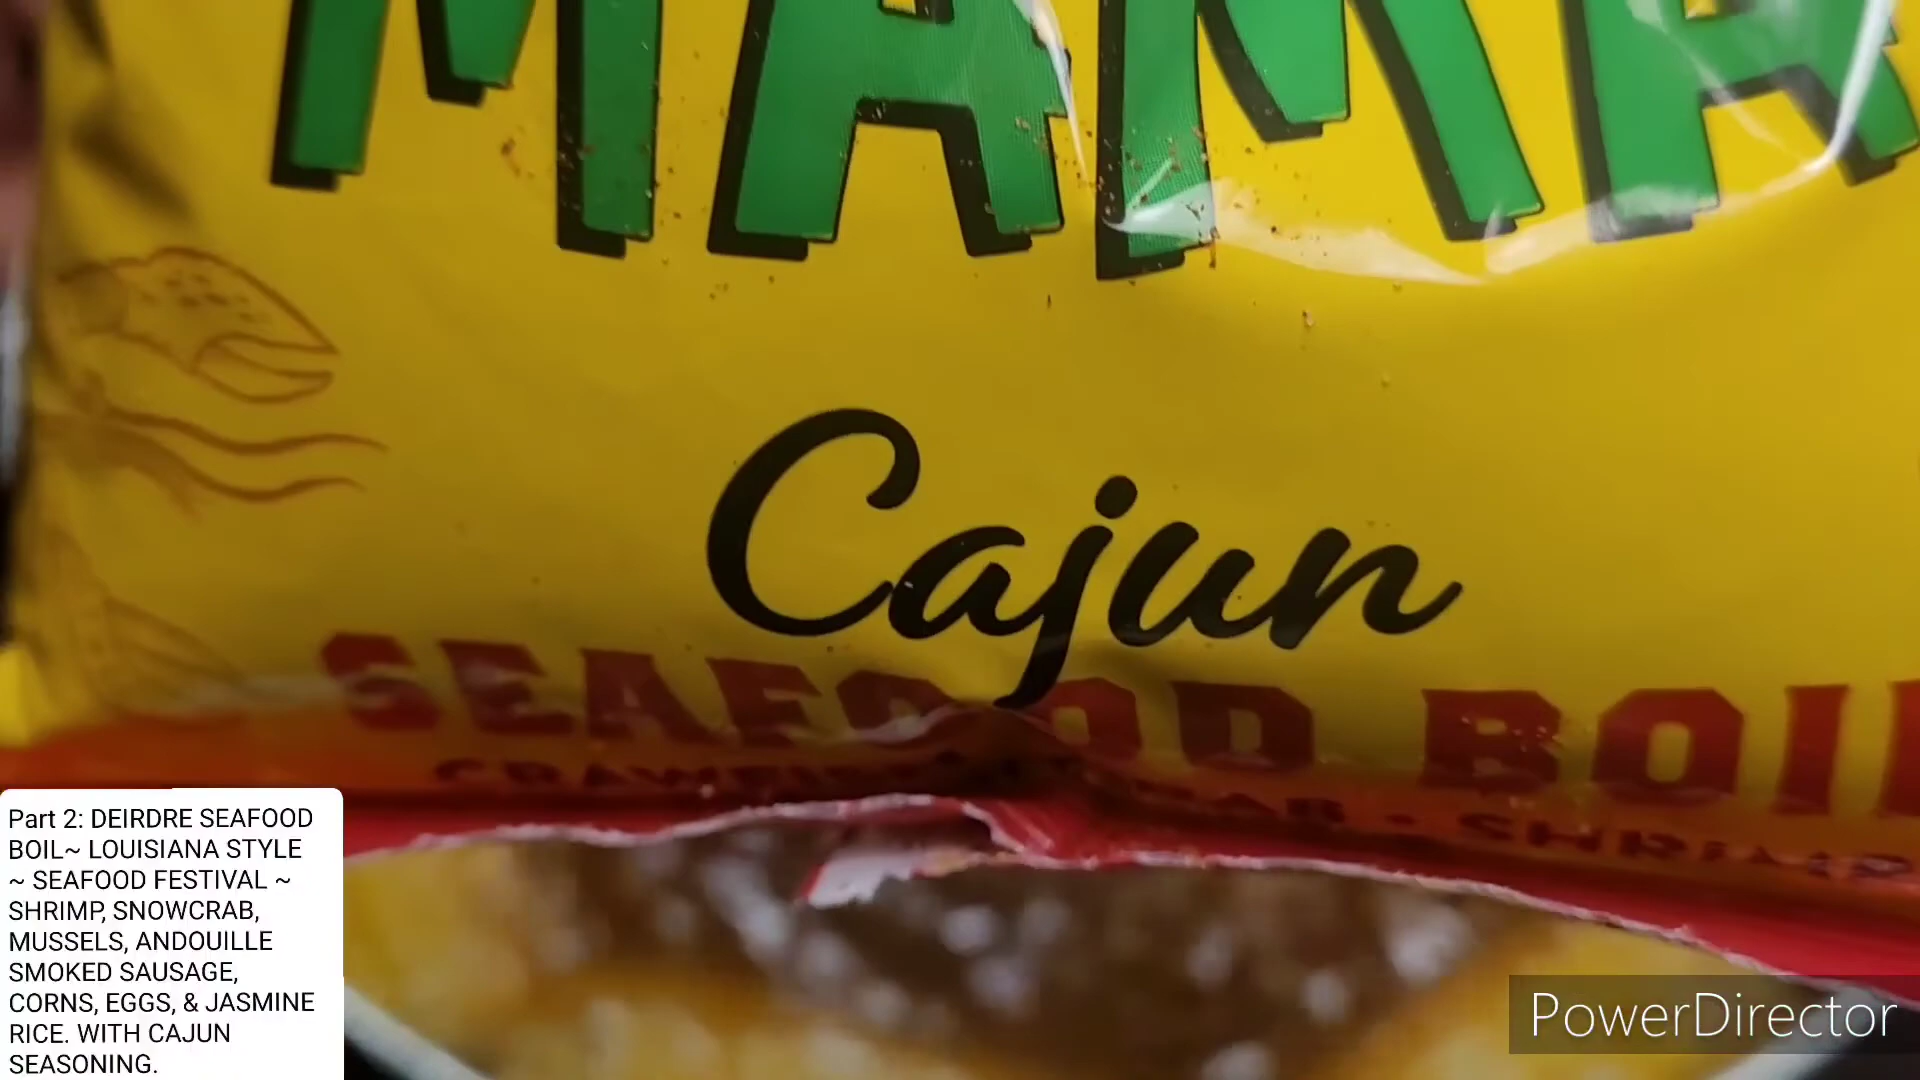 MAMA
Cajun
SEAFOOD BOIL
CRAWFISH • CRAB • SHRIMP
Part 2: DEIRDRE SEAFOOD
BOIL~ LOUISIANA STYLE
~ SEAFOOD FESTIVAL ~
SHRIMP, SNOWCRAB,
MUSSELS, ANDOUILLE
SMOKED SAUSAGE,
CORNS, EGGS, & JASMINE
RICE. WITH CAJUN
SEASONING.
PowerDirector